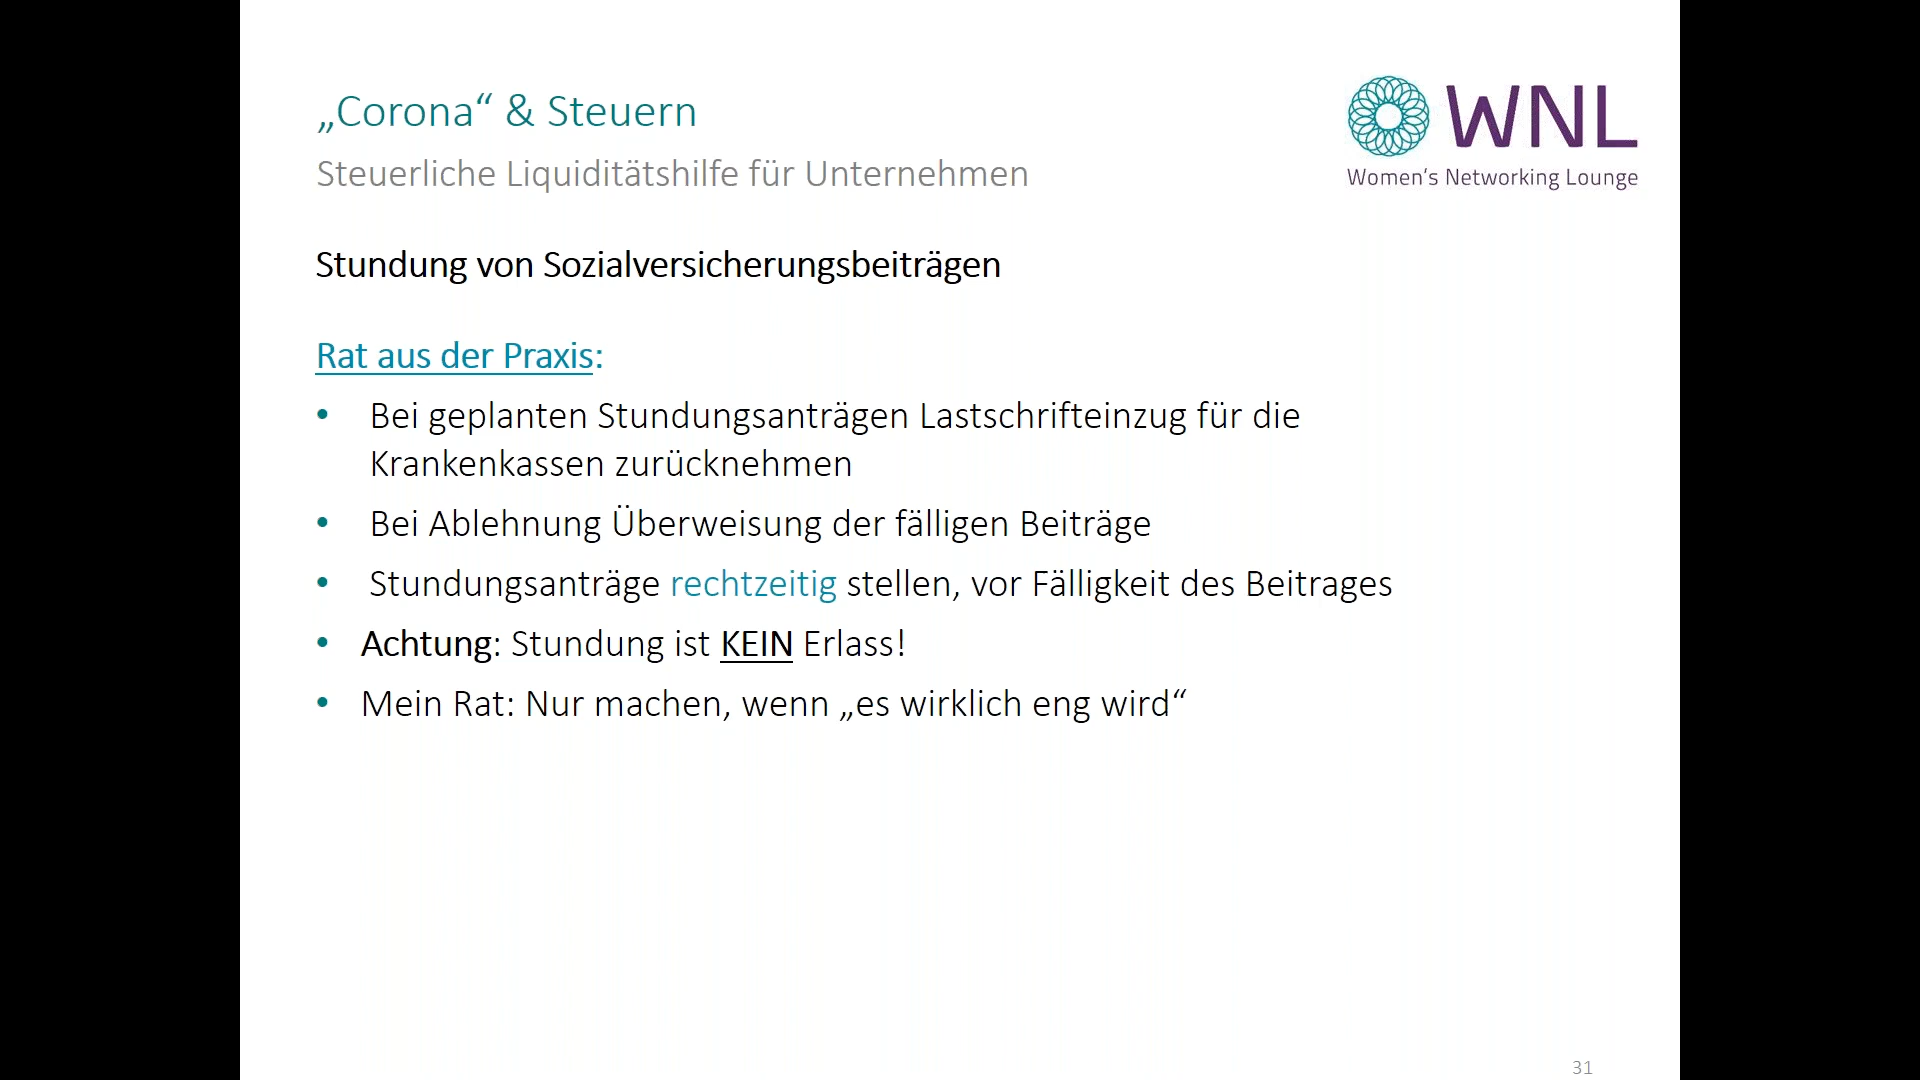 „Corona“ & Steuern
WNL
Steuerliche Liquiditätshilfe für Unternehmen
Women's Networking Lounge
Stundung von Sozialversicherungsbeiträgen
Rat aus der Praxis:
• Bei geplanten Stundungsanträgen Lastschrifteinzug für die
Krankenkassen zurücknehmen
• Bei Ablehnung Überweisung der fälligen Beiträge
• Stundungsanträge rechtzeitig stellen, vor Fälligkeit des Beitrages
• Achtung: Stundung ist KEIN Erlass!
• Mein Rat: Nur machen, wenn „es wirklich eng wird“
31